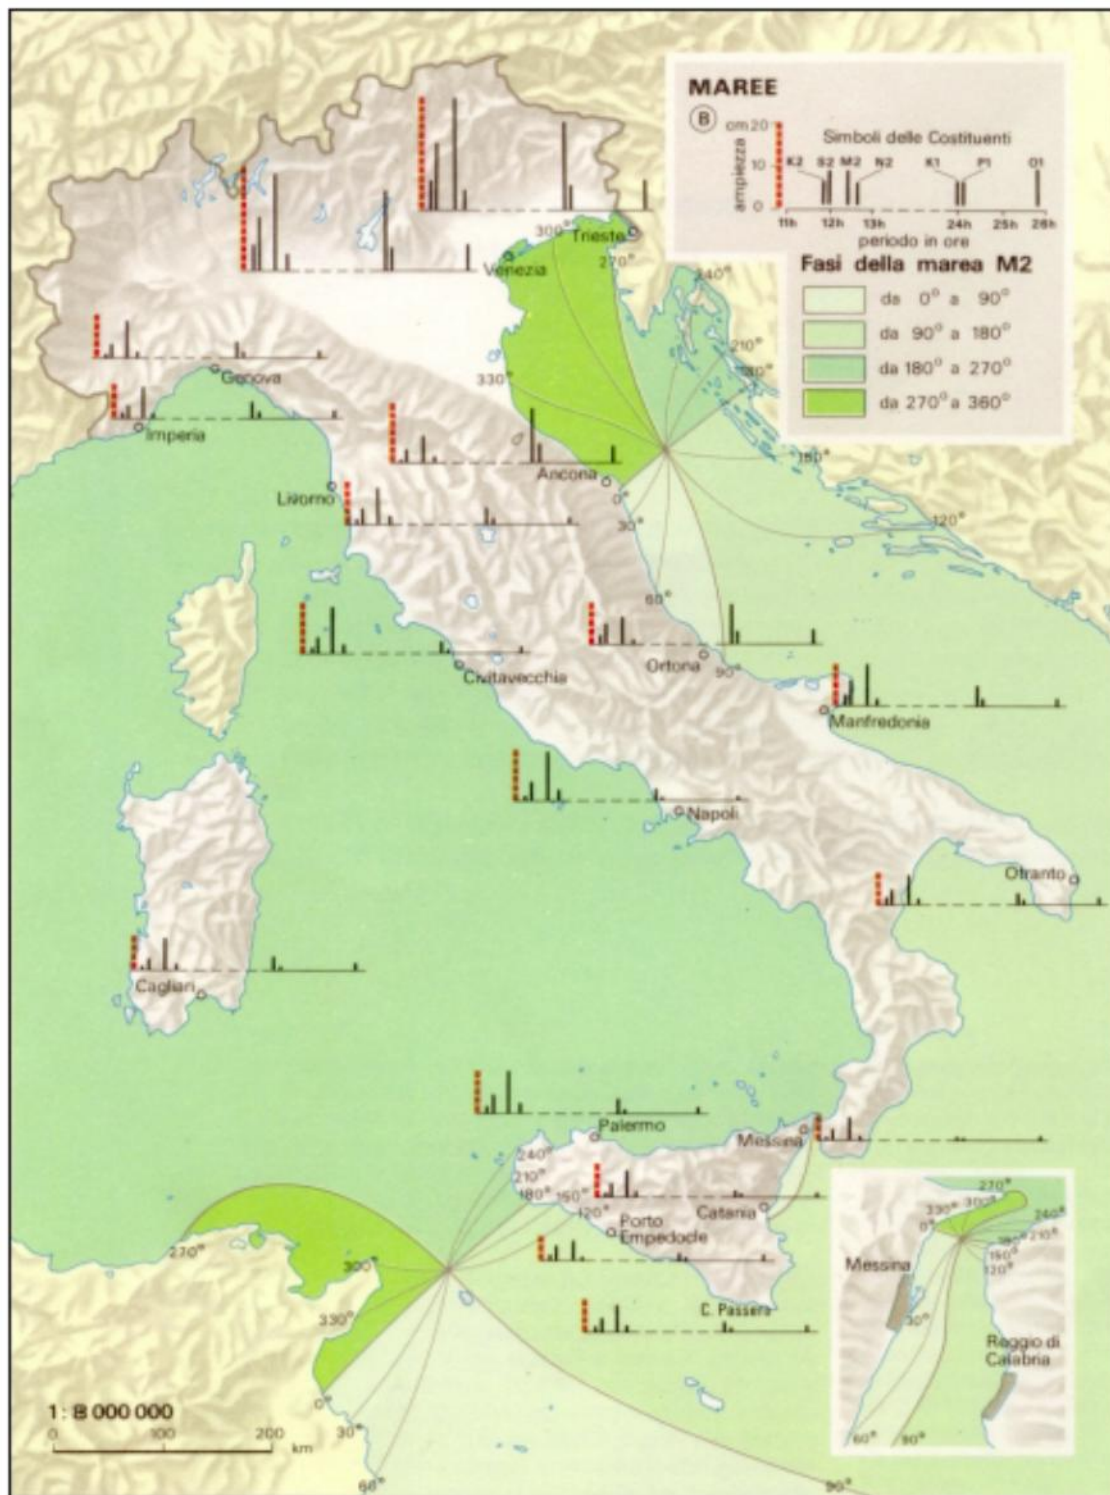 MAREE
B
cm 20
10
0
ampiezza
Simboli delle Costituenti
K2 S2 M2 N2 K1 P1 O1
11h 12h 13h 24h 25h 26h
periodo in ore
Fasi della marea M2
da 0° a 90°
da 90° a 180°
da 180° a 270°
da 270° a 360°
300°
Trieste
270°
Venezia
240°
210°
180°
330°
Genova
Imperia
Ancona
150°
Livorno
0°
30°
120°
60°
Ortona
90°
Civitavecchia
Manfredonia
Napoli
Otranto
Cagliari
Palermo
Messina
240°
210°
180°
150°
120°
Catania
Porto
Empedocle
270°
300°
330°
C. Passero
0°
30°
60°
90°
1 : 8 000 000
0 100 200
km
270°
300°
330°
0°
240°
210°
180°
150°
120°
Messina
30°
Reggio di
Calabria
60°
90°